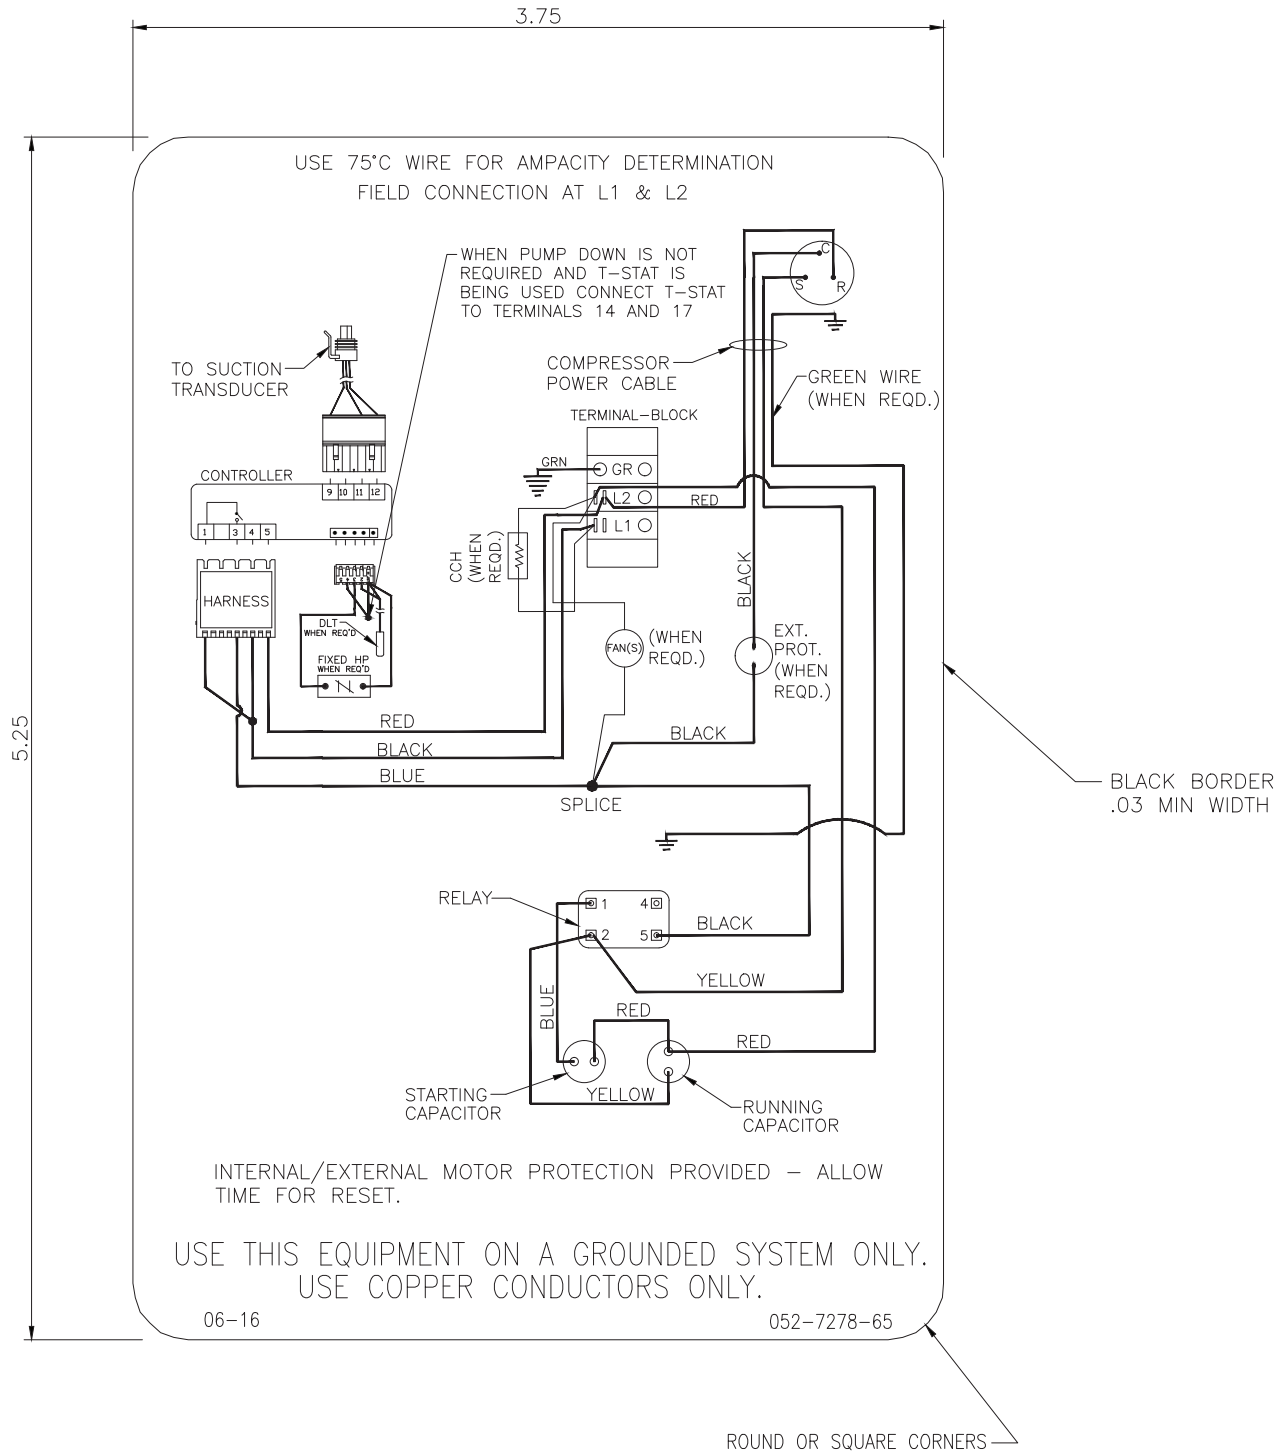 3.75
USE 75°C WIRE FOR AMPACITY DETERMINATION
FIELD CONNECTION AT L1 & L2
WHEN PUMP DOWN IS NOT
REQUIRED AND T-STAT IS
BEING USED CONNECT T-STAT
TO TERMINALS 14 AND 17
C
S
R
TO SUCTION
TRANSDUCER
COMPRESSOR
POWER CABLE
GREEN WIRE
(WHEN REQD.)
TERMINAL-BLOCK
GRN
GR
L2
L1
RED
CONTROLLER
9 10 11 12
1 3 4 5
CCH
(WHEN
REQD.)
BLACK
HARNESS
DLT
WHEN REQ'D
FIXED HP
WHEN REQ'D
FAN(S)
(WHEN
REQD.)
EXT.
PROT.
(WHEN
REQD.)
RED
BLACK
BLUE
BLACK
SPLICE
5.25
BLACK BORDER
.03 MIN WIDTH
RELAY
1 4
2 5
BLACK
YELLOW
BLUE
RED
RED
STARTING
CAPACITOR
YELLOW
RUNNING
CAPACITOR
INTERNAL/EXTERNAL MOTOR PROTECTION PROVIDED - ALLOW
TIME FOR RESET.
USE THIS EQUIPMENT ON A GROUNDED SYSTEM ONLY.
USE COPPER CONDUCTORS ONLY.
06-16
052-7278-65
ROUND OR SQUARE CORNERS